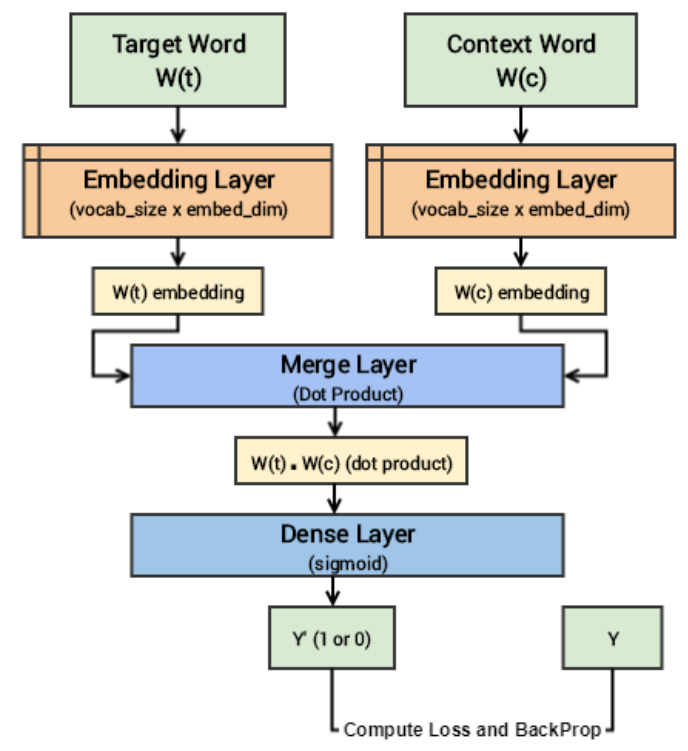 Target Word
W(t)
Context Word
W(c)
Embedding Layer
(vocab_size x embed_dim)
Embedding Layer
(vocab_size x embed_dim)
W(t) embedding
W(c) embedding
Merge Layer
(Dot Product)
W(t) . W(c) (dot product)
Dense Layer
(sigmoid)
Y' (1 or 0)
Y
Compute Loss and BackProp